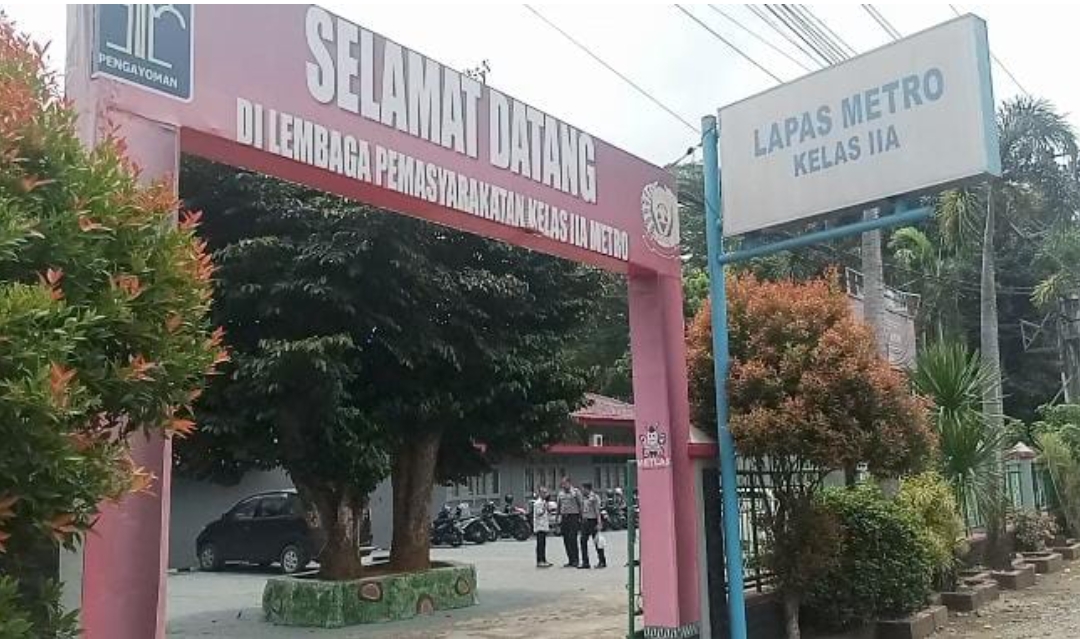 PENGAYOMAN
SELAMAT DATANG
DI LEMBAGA PEMASYARAKATAN KELAS IIA METRO
LAPAS METRO
KELAS IIA